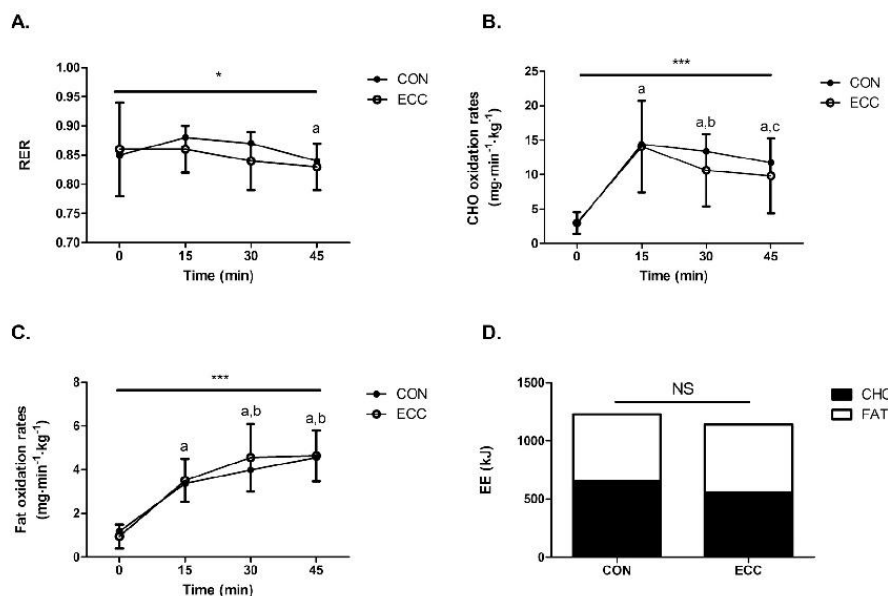 A.
1.00
0.95
0.90
0.85
0.80
0.75
0.70
RER
*
a
0
15
30
45
Time (min)
CON
ECC
B.
25
20
15
10
5
0
CHO oxidation rates
(mg·min⁻¹·kg⁻¹)
***
a
a,b
a,c
0
15
30
45
Time (min)
CON
ECC
C.
8
6
4
2
0
Fat oxidation rates
(mg·min⁻¹·kg⁻¹)
***
a
a,b
a,b
0
15
30
45
Time (min)
CON
ECC
D.
1500
1000
500
0
EE (kJ)
NS
CON
ECC
CHO
FAT